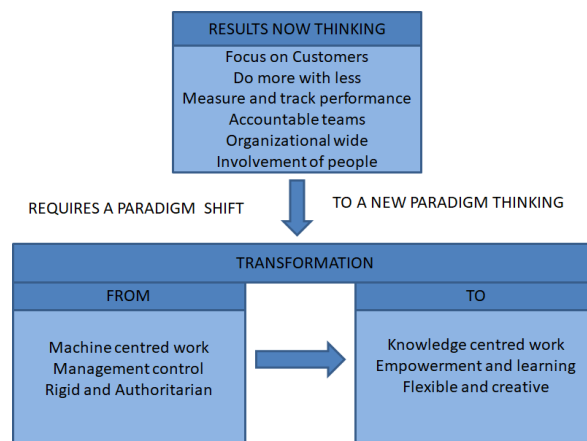 RESULTS NOW THINKING
Focus on Customers
Do more with less
Measure and track performance
Accountable teams
Organizational wide
Involvement of people
REQUIRES A PARADIGM SHIFT
TO A NEW PARADIGM THINKING
TRANSFORMATION
FROM
Machine centred work
Management control
Rigid and Authoritarian
TO
Knowledge centred work
Empowerment and learning
Flexible and creative